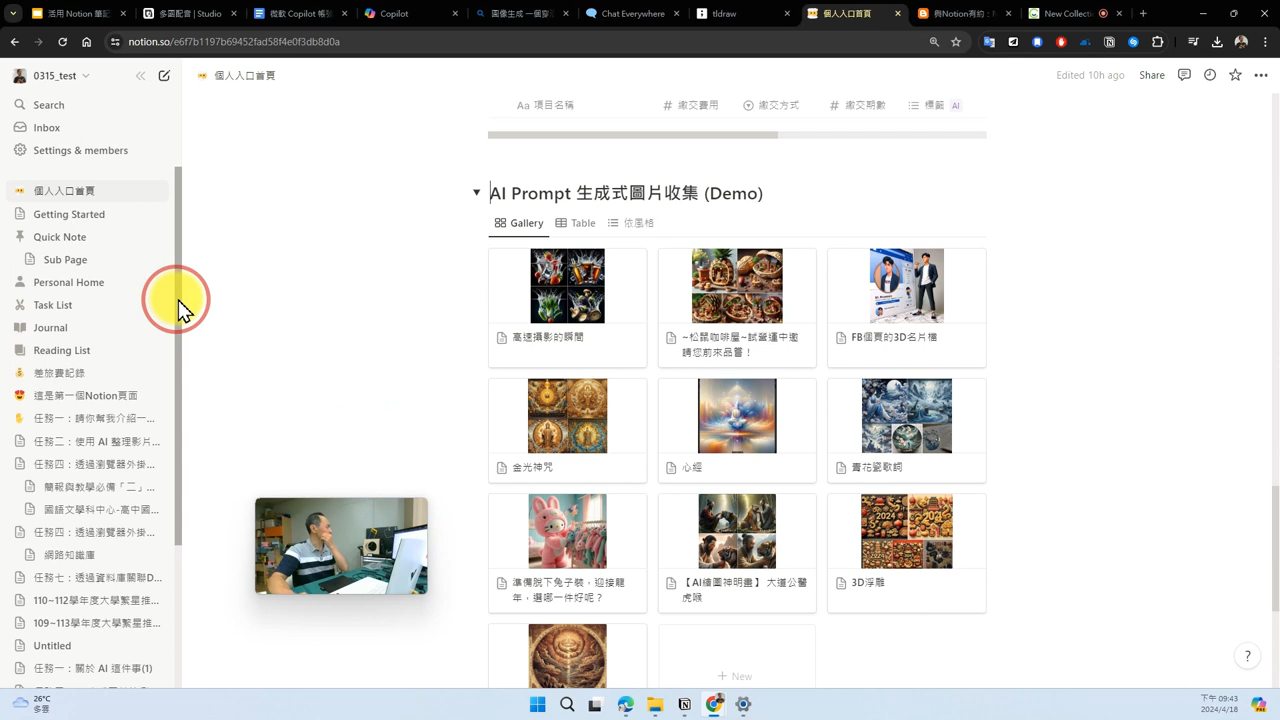 活用 Notion 筆記
多國配音 | Studio
微軟 Copilot 帳號
Copilot
Chat Everywhere
tldraw
個人入口首頁
與Notion有約：
New Collecti
notion.so/e6f7b1197b69452fad58f4e0f3db8d0a
0315_test
個人入口首頁
Edited 10h ago
Share
Search
Inbox
Settings & members
個人入口首頁
Getting Started
Quick Note
Sub Page
Personal Home
Task List
Journal
Reading List
差旅費記錄
這是第一個Notion頁面
任務一：請你幫我介紹一...
任務二：使用 AI 整理影片...
任務四：透過瀏覽器外掛...
簡報與教學必備「二」...
國語文學科中心-高中國...
任務四：透過瀏覽器外掛...
網路知識庫
任務七：透過資料庫關聯D...
110~112學年度大學繁星推...
109~113學年度大學繁星推...
Untitled
任務一：關於 AI 這件事(1)
Aa 項目名稱
# 繳交費用
繳交方式
# 繳交期數
標籤 AI
AI Prompt 生成式圖片收集 (Demo)
Gallery
Table
依風格
高速攝影的瞬間
~松鼠咖啡屋~試營運中邀
請您前來品嘗！
FB個頁的3D名片檔
金光神咒
心經
青花瓷歌詞
準備脫下兔子裝，迎接龍
年，選哪一件好呢？
【AI繪圖神明畫】 大道公醫
虎喉
3D浮雕
+ New
?
26°C
多雲
下午 09:43
2024/4/18